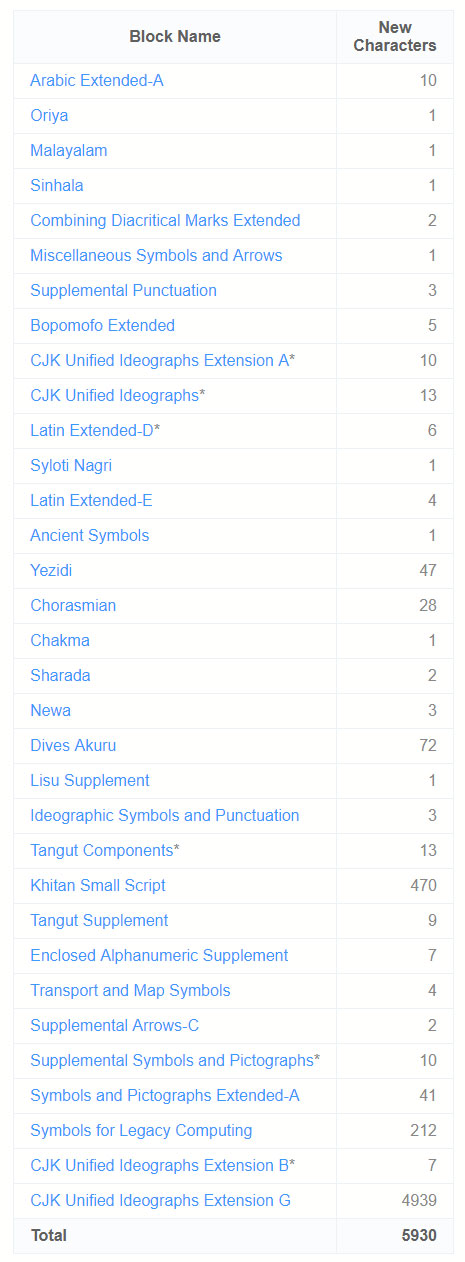 Block Name New Characters
Arabic Extended-A 10
Oriya 1
Malayalam 1
Sinhala 1
Combining Diacritical Marks Extended 2
Miscellaneous Symbols and Arrows 1
Supplemental Punctuation 3
Bopomofo Extended 5
CJK Unified Ideographs Extension A* 10
CJK Unified Ideographs* 13
Latin Extended-D* 6
Syloti Nagri 1
Latin Extended-E 4
Ancient Symbols 1
Yezidi 47
Chorasmian 28
Chakma 1
Sharada 2
Newa 3
Dives Akuru 72
Lisu Supplement 1
Ideographic Symbols and Punctuation 3
Tangut Components* 13
Khitan Small Script 470
Tangut Supplement 9
Enclosed Alphanumeric Supplement 7
Transport and Map Symbols 4
Supplemental Arrows-C 2
Supplemental Symbols and Pictographs* 10
Symbols and Pictographs Extended-A 41
Symbols for Legacy Computing 212
CJK Unified Ideographs Extension B* 7
CJK Unified Ideographs Extension G 4939
Total 5930